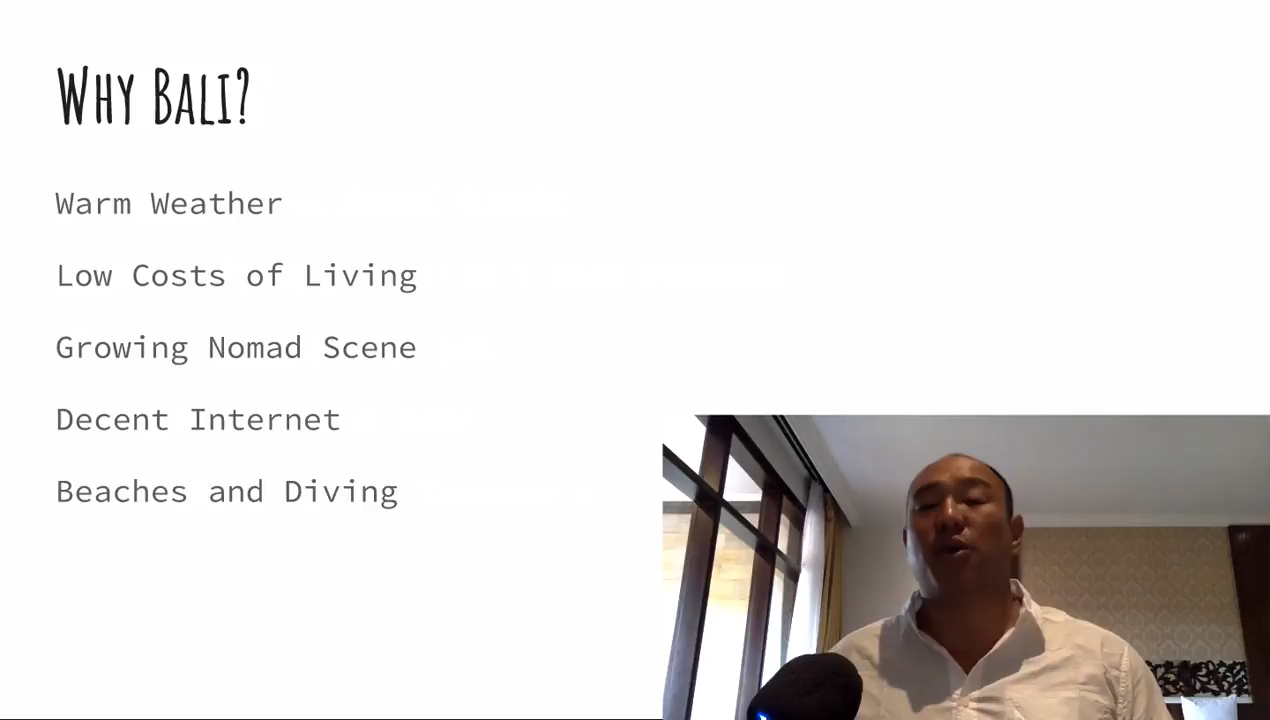 Why Bali?
Warm Weather
Low Costs of Living
Growing Nomad Scene
Decent Internet
Beaches and Diving